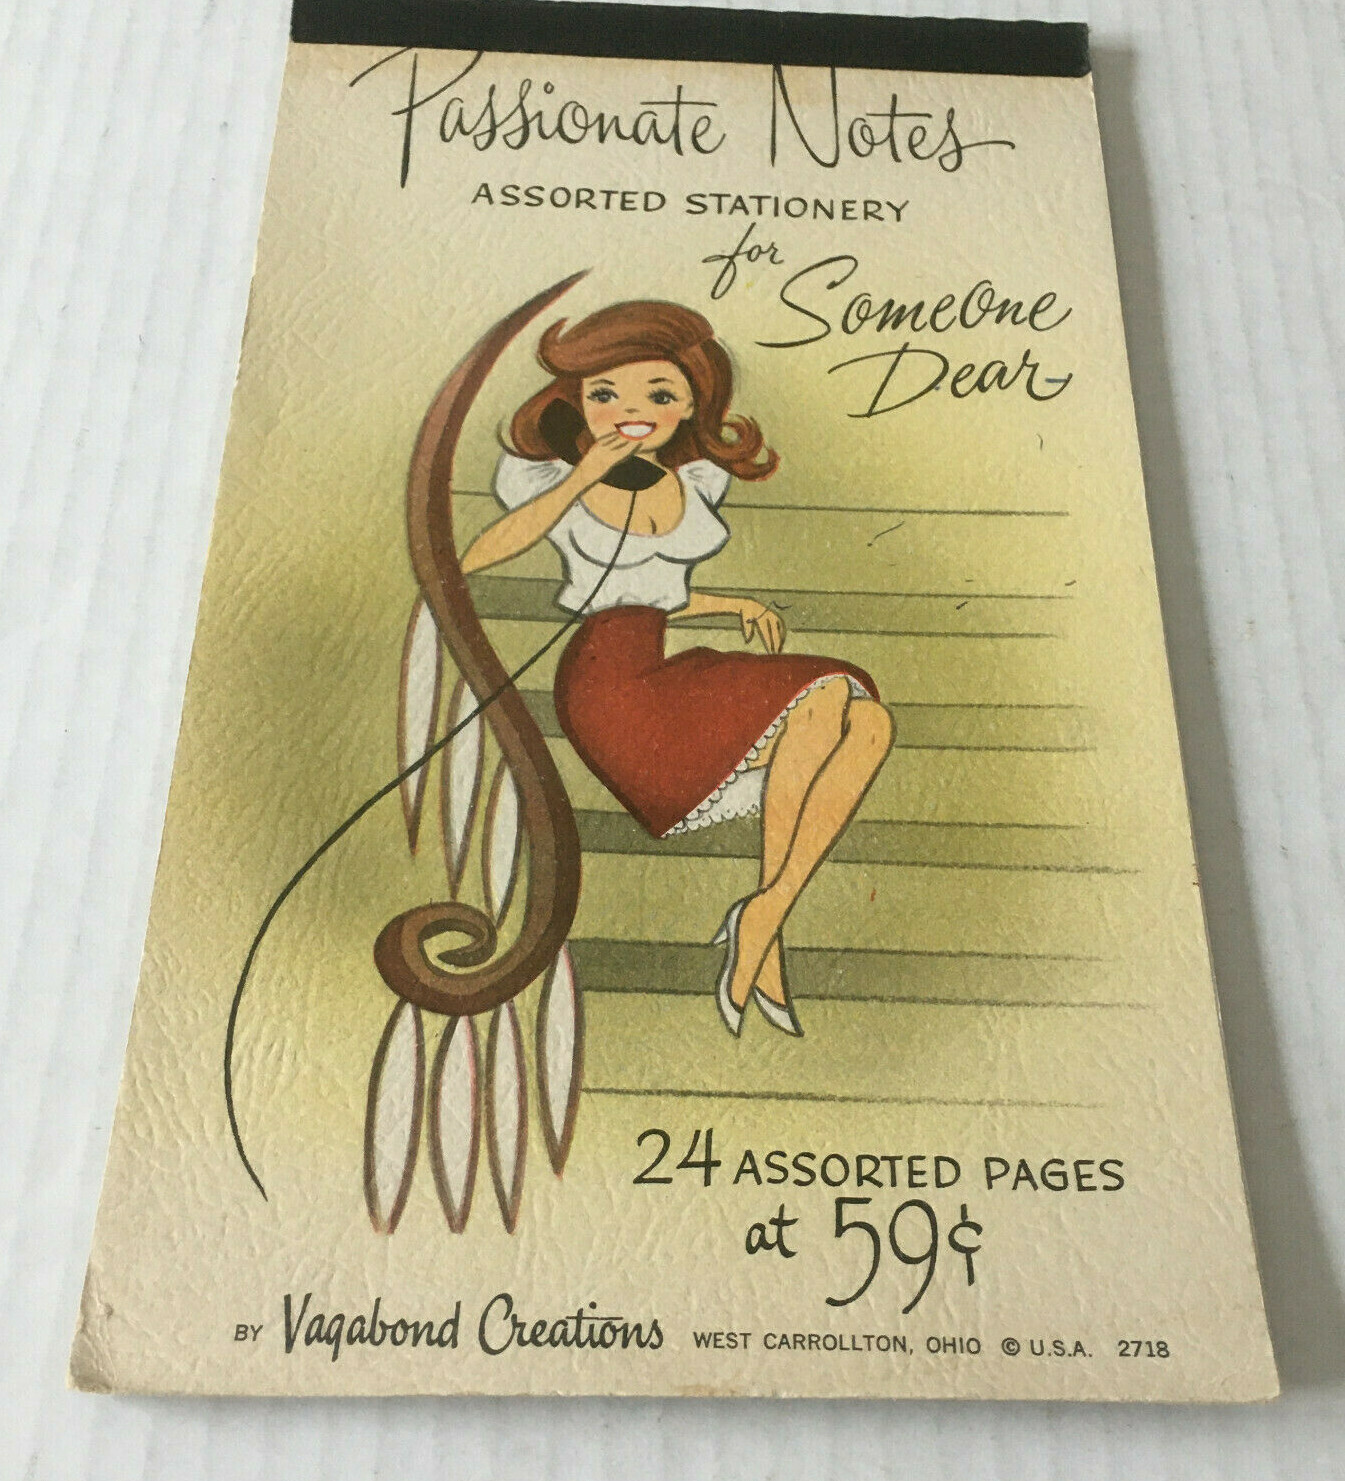 Passionate Notes
ASSORTED STATIONERY
for
SomeOne
Dear
24 ASSORTED PAGES
at 59¢
BY Vagabond Creations WEST CARROLLTON, OHIO © U.S.A. 2718